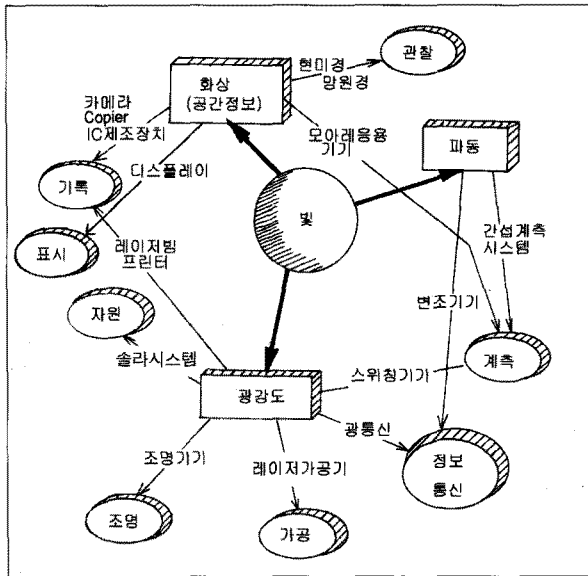 관찰
현미경
망원경
화상
(공간정보)
카메라
Copier
IC제조장치
모아레응용
기기
파동
디스플레이
기록
빛
간섭계측
시스템
표시
레이저빔
프린터
변조기기
자원
솔라시스템
계측
스위칭기기
광강도
광통신
조명기기
레이저가공기
정보
통신
조명
가공